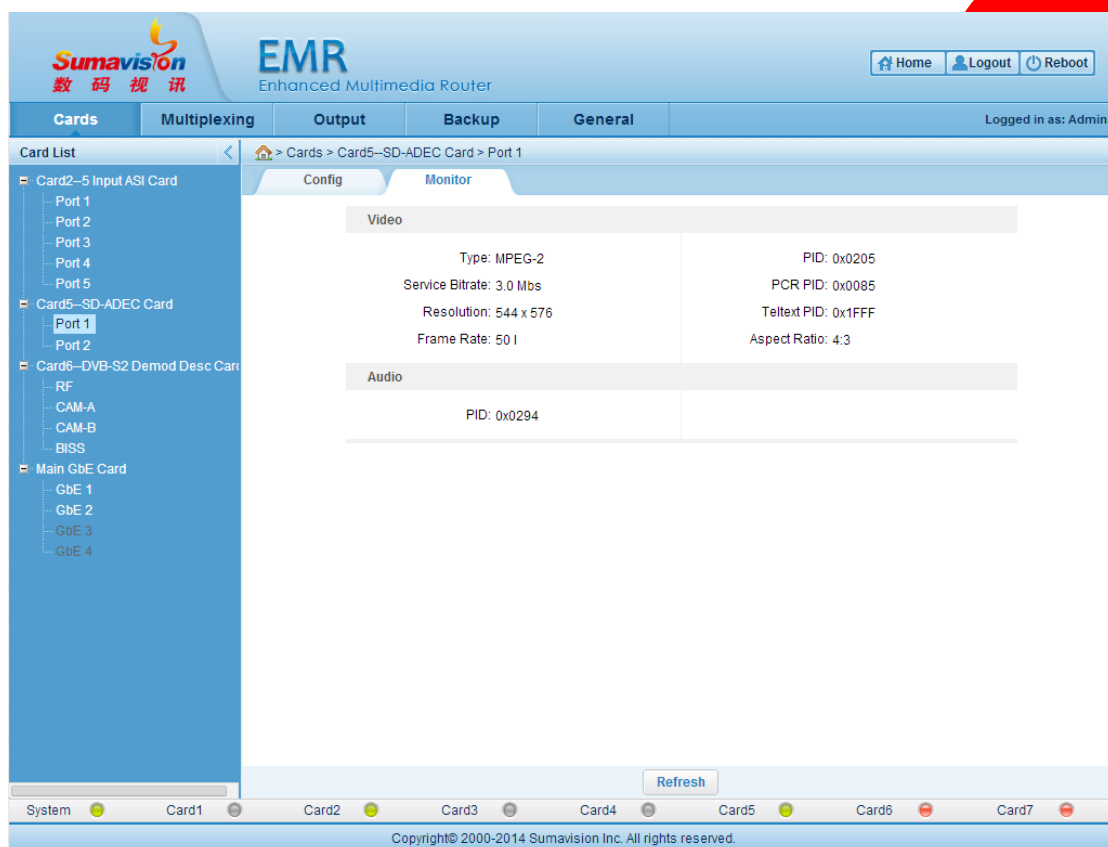 Sumavision
数码视讯
EMR
Enhanced Multimedia Router
Home Logout Reboot
Cards Multiplexing Output Backup General Logged in as: Admin
Card List
> Cards > Card5--SD-ADEC Card > Port 1
Config Monitor
Card2--5 Input ASI Card
Port 1
Port 2
Port 3
Port 4
Port 5
Card5--SD-ADEC Card
Port 1
Port 2
Card6--DVB-S2 Demod Desc Card
RF
CAM-A
CAM-B
BISS
Main GbE Card
GbE 1
GbE 2
GbE 3
GbE 4
Video
Type: MPEG-2 PID: 0x0205
Service Bitrate: 3.0 Mbs PCR PID: 0x0085
Resolution: 544 x 576 Teltext PID: 0x1FFF
Frame Rate: 50 I Aspect Ratio: 4:3
Audio
PID: 0x0294
Refresh
System Card1 Card2 Card3 Card4 Card5 Card6 Card7
Copyright© 2000-2014 Sumavision Inc. All rights reserved.